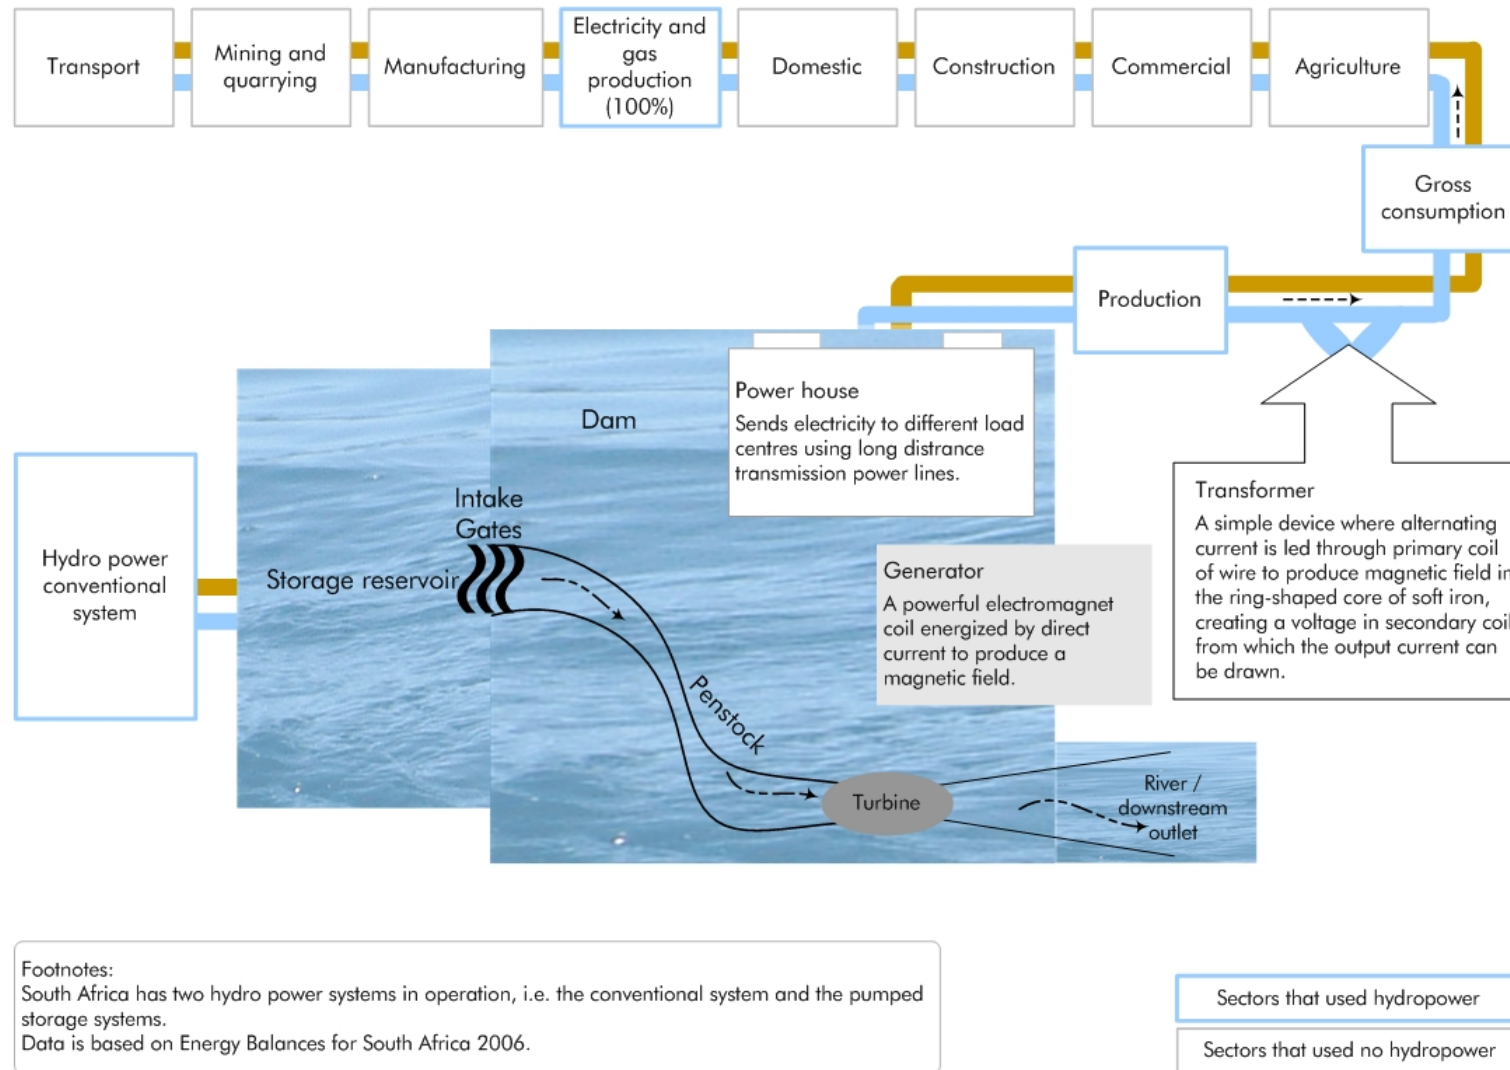 Transport
Mining and
quarrying
Manufacturing
Electricity and
gas
production
(100%)
Domestic
Construction
Commercial
Agriculture
Gross
consumption
Production
Power house
Sends electricity to different load
centres using long distrance
transmission power lines.
Dam
Intake
Gates
Storage reservoir
Hydro power
conventional
system
Transformer
A simple device where alternating
current is led through primary coil
of wire to produce magnetic field in
the ring-shaped core of soft iron,
creating a voltage in secondary coil
from which the output current can
be drawn.
Generator
A powerful electromagnet
coil energized by direct
current to produce a
magnetic field.
Penstock
Turbine
River /
downstream
outlet
Footnotes:
South Africa has two hydro power systems in operation, i.e. the conventional system and the pumped
storage systems.
Data is based on Energy Balances for South Africa 2006.
Sectors that used hydropower
Sectors that used no hydropower